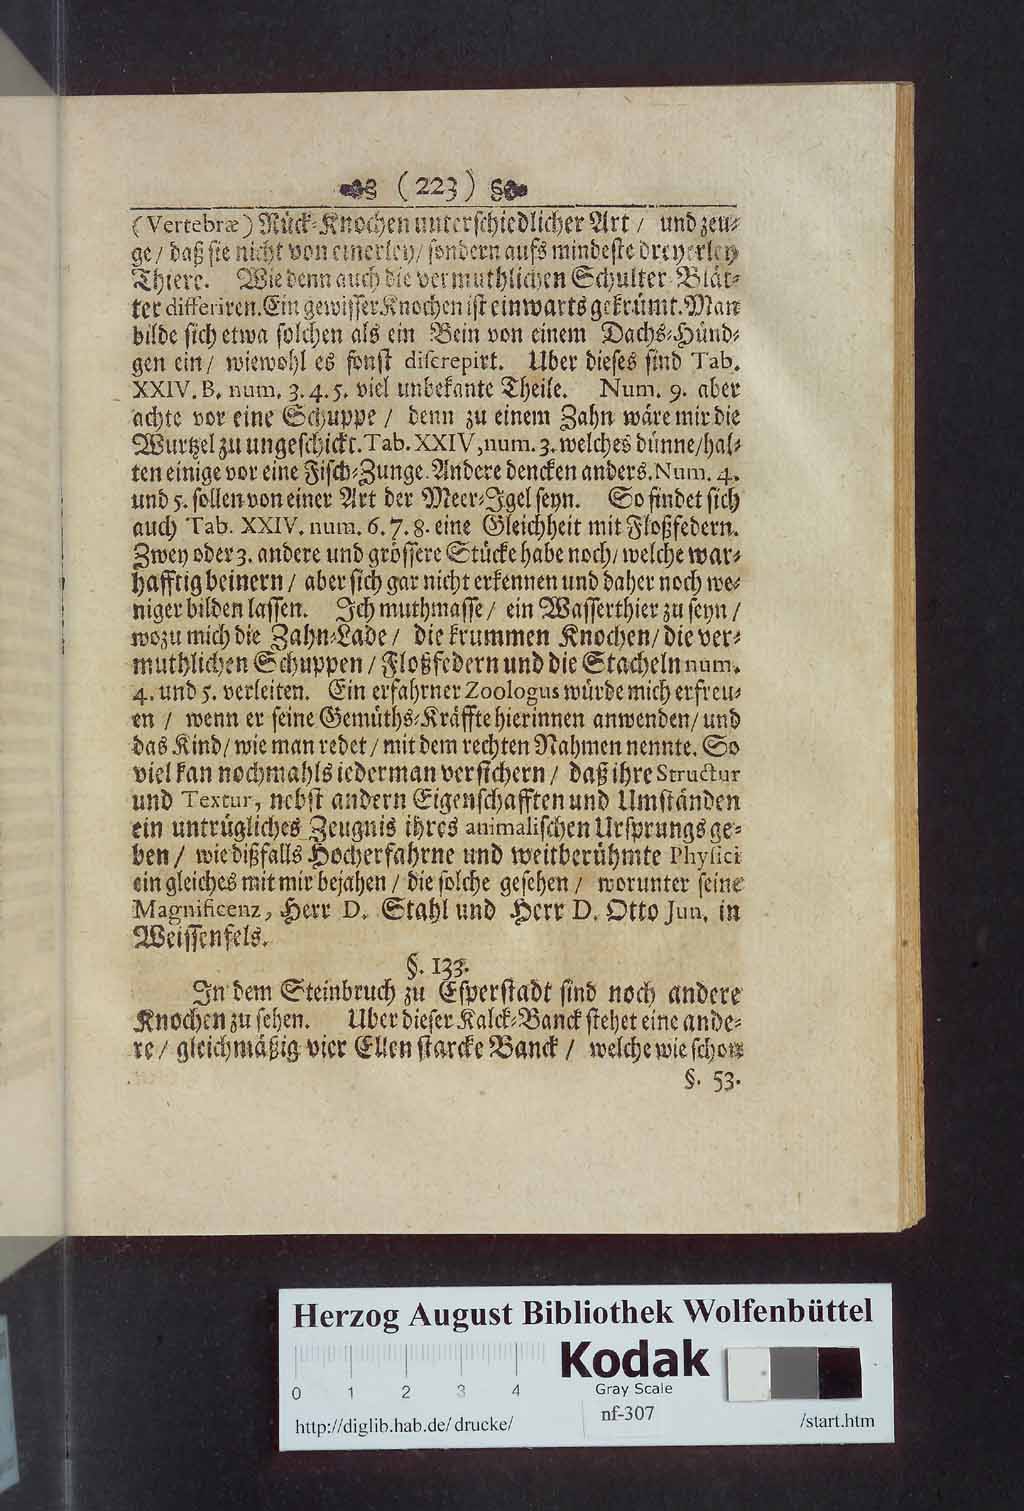 (223)
(Vertebræ) Rück-Knochen unterschiedlicher Art / und zeu-
ge / daß sie nicht von einerley / sondern aufs mindeste dreyerley
Thiere. Wie denn auch die vermuthlichen Schulter-Blät-
ter differiren. Ein gewisser Knochen ist einwarts gekrümt. Man
bilde sich etwa solchen als ein Bein von einem Dachs-Hünd-
gen ein / wiewohl es sonst discrepirt. Uber dieses sind Tab.
XXIV. B. num. 3. 4. 5. viel unbekante Theile. Num. 9. aber
achte vor eine Schuppe / denn zu einem Zahn wäre mir die
Wurtzel zu ungeschickt. Tab. XXIV, num. 3. welches dünne / hal-
ten einige vor eine Fisch-Zunge. Andere dencken anders. Num. 4.
und 5. sollen von einer Art der Meer-Igel seyn. So findet sich
auch Tab. XXIV. num. 6. 7. 8. eine Gleichheit mit Floßfedern.
Zwey oder 3. andere und grössere Stücke habe noch / welche war-
hafftig beinern / aber sich gar nicht erkennen und daher noch we-
niger bilden lassen. Ich muthmasse / ein Wasserthier zu seyn /
wozu mich die Zahn-Lade / die krummen Knochen / die ver-
muthlichen Schuppen / Floßfedern und die Stacheln num.
4. und 5. verleiten. Ein erfahrner Zoologus würde mich erfreu-
en / wenn er seine Gemüths-Kräffte hierinnen anwenden / und
das Kind / wie man redet / mit dem rechten Nahmen nennte. So
viel kan nochmahls iederman versichern / daß ihre Structur
und Textur, nebst andern Eigenschafften und Umständen
ein untrügliches Zeugnis ihres animalischen Ursprungs ge-
ben / wie dißfalls Hocherfahrne und weitberühmte Physici
ein gleiches mit mir bejahen / die solche gesehen / worunter seine
Magnificenz, Herr D. Stahl und Herr D. Otto Jun. in
Weissenfels.
§. 133.
In dem Steinbruch zu Esperstadt sind noch andere
Knochen zu sehen. Uber dieser Kalck-Banck stehet eine ande-
re / gleichmäßig vier Ellen starcke Banck / welche wie schon
§. 53.
Herzog August Bibliothek Wolfenbüttel
0 1 2 3 4
Kodak
Gray Scale
nf-307
http://diglib.hab.de/drucke/ /start.htm